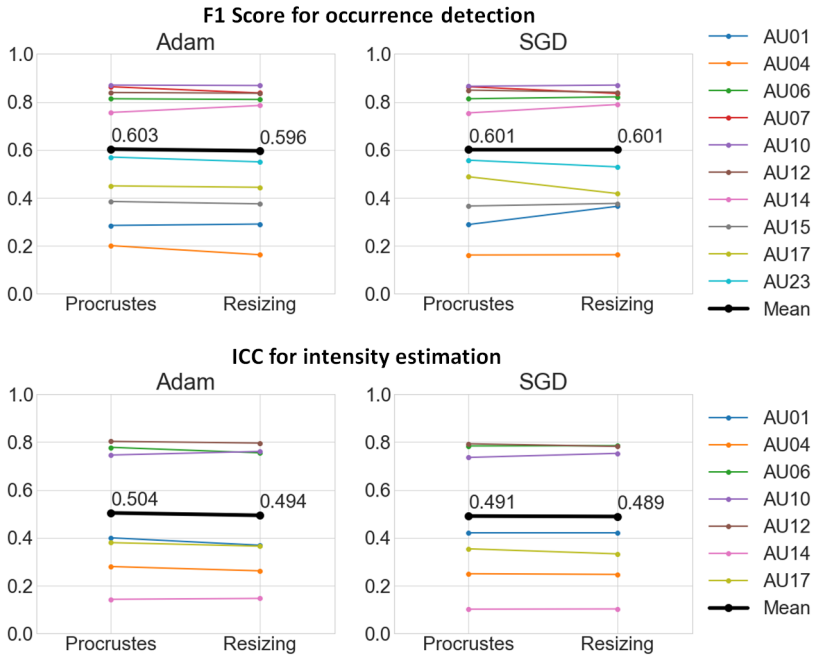 F1 Score for occurrence detection
Adam
SGD
1.0
0.8
0.6
0.4
0.2
0.0
0.603
0.596
Procrustes
Resizing
1.0
0.8
0.6
0.4
0.2
0.0
0.601
0.601
Procrustes
Resizing
AU01
AU04
AU06
AU07
AU10
AU12
AU14
AU15
AU17
AU23
Mean
ICC for intensity estimation
Adam
SGD
1.0
0.8
0.6
0.4
0.2
0.0
0.504
0.494
Procrustes
Resizing
1.0
0.8
0.6
0.4
0.2
0.0
0.491
0.489
Procrustes
Resizing
AU01
AU04
AU06
AU10
AU12
AU14
AU17
Mean